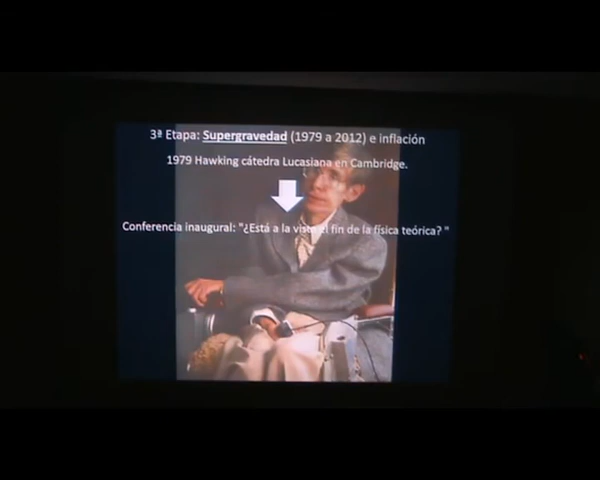 3ª Etapa: Supergravedad (1979 a 2012) e inflación
1979 Hawking cátedra Lucasiana en Cambridge.
Conferencia inaugural: "¿Está a la vista el fin de la física teórica? "